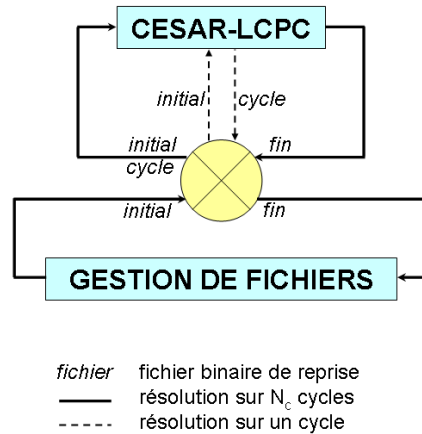 CESAR-LCPC
initial cycle
initial fin
cycle
initial fin
GESTION DE FICHIERS
fichier fichier binaire de reprise
résolution sur Nc cycles
résolution sur un cycle